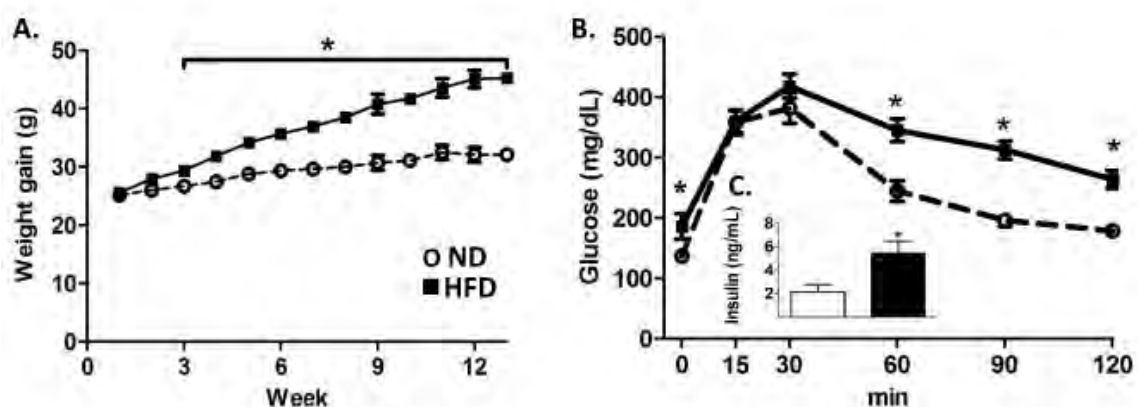 A.
Weight gain (g)
50
40
30
20
10
0
*
ND
HFD
0 3 6 9 12
Week
B.
Glucose (mg/dL)
500
400
300
200
100
0
* * * *
0 15 30 60 90 120
min
C.
Insulin (ng/mL)
8
6
4
2
*